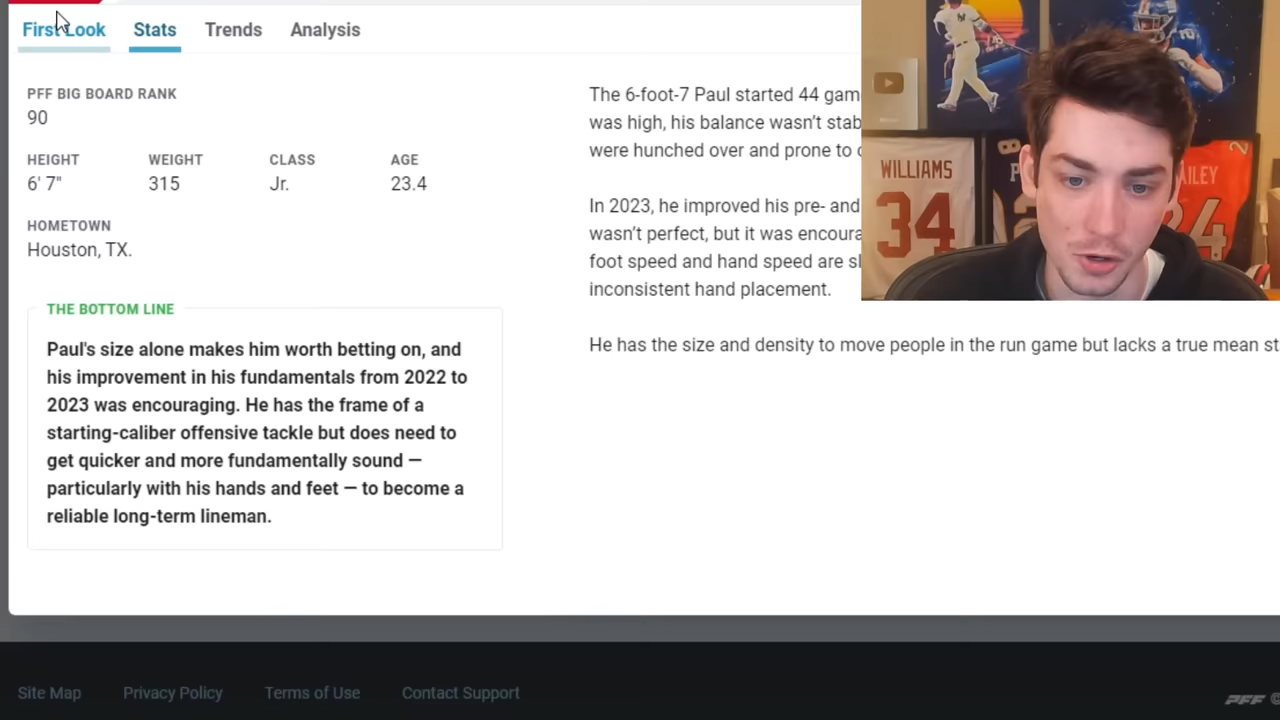 First Look
Stats
Trends
Analysis
PFF BIG BOARD RANK
90
HEIGHT
WEIGHT
CLASS
AGE
6' 7"
315
Jr.
23.4
HOMETOWN
Houston, TX.
THE BOTTOM LINE
Paul's size alone makes him worth betting on, and
his improvement in his fundamentals from 2022 to
2023 was encouraging. He has the frame of a
starting-caliber offensive tackle but does need to
get quicker and more fundamentally sound —
particularly with his hands and feet — to become a
reliable long-term lineman.
The 6-foot-7 Paul started 44
was high, his balance wasn’t
were hunched over and prone to
In 2023, he improved his pre- and
wasn’t perfect, but it was
foot speed and hand speed are
inconsistent hand placement.
He has the size and density to move people in the run game but lacks a true mean
WILLIAMS
34
24
Site Map
Privacy Policy
Terms of Use
Contact Support
PFF ©